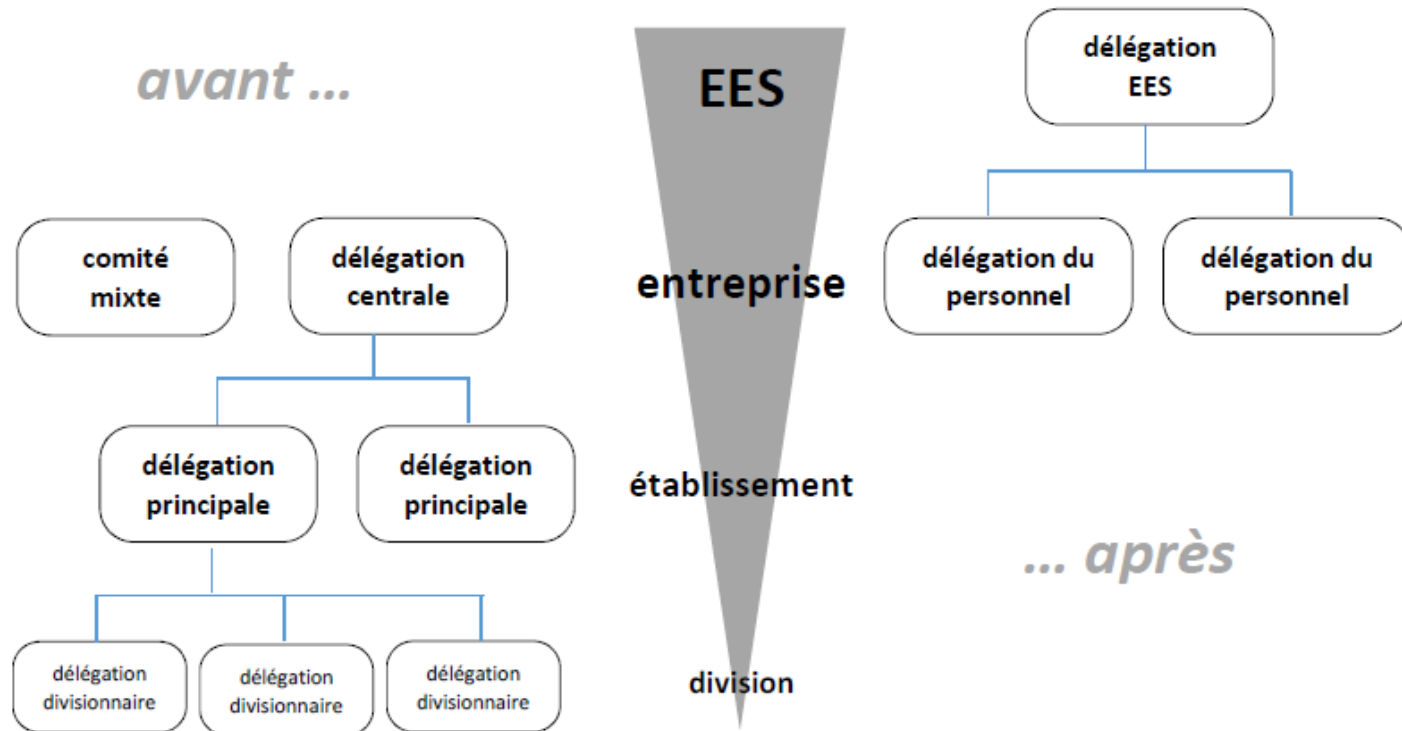 avant ...
EES
délégation
EES
comité
mixte
délégation
centrale
entreprise
délégation du
personnel
délégation du
personnel
délégation
principale
délégation
principale
établissement
... après
délégation
divisionnaire
délégation
divisionnaire
délégation
divisionnaire
division